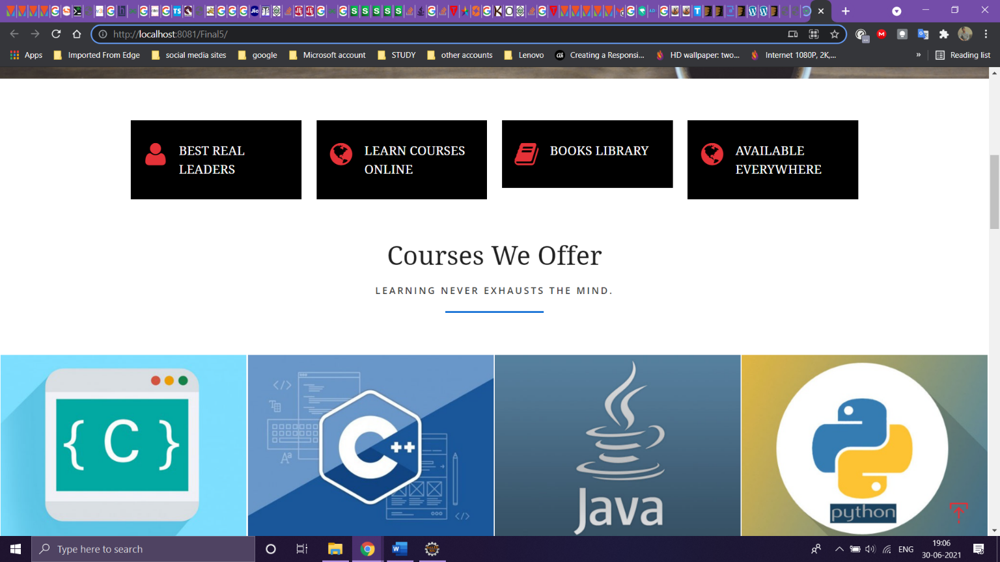 http://localhost:8081/Final5/
Apps
Imported From Edge
social media sites
google
Microsoft account
STUDY
other accounts
Lenovo
Creating a Responsi...
HD wallpaper: two...
Internet 1080P, 2K,...
»
Reading list
BEST REAL
LEADERS
LEARN COURSES
ONLINE
BOOKS LIBRARY
AVAILABLE
EVERYWHERE
Courses We Offer
LEARNING NEVER EXHAUSTS THE MIND.
{ C }
C++
</>
Aa
</>
Java
python
Type here to search
ENG
19:06
30-06-2021